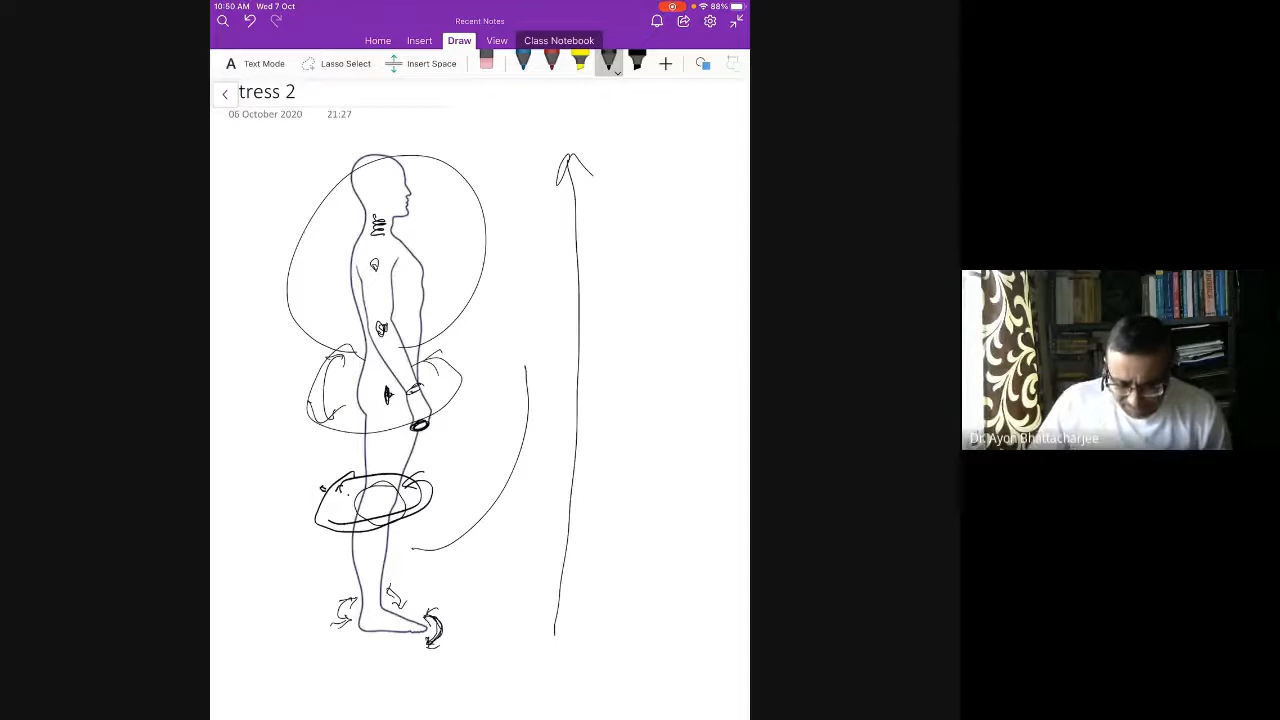 10:50 AM Wed 7 Oct
88%
Recent Notes
Home Insert Draw View Class Notebook
A Text Mode Lasso Select Insert Space
tress 2
06 October 2020 21:27
Dr. Ayon Bhattacharjee